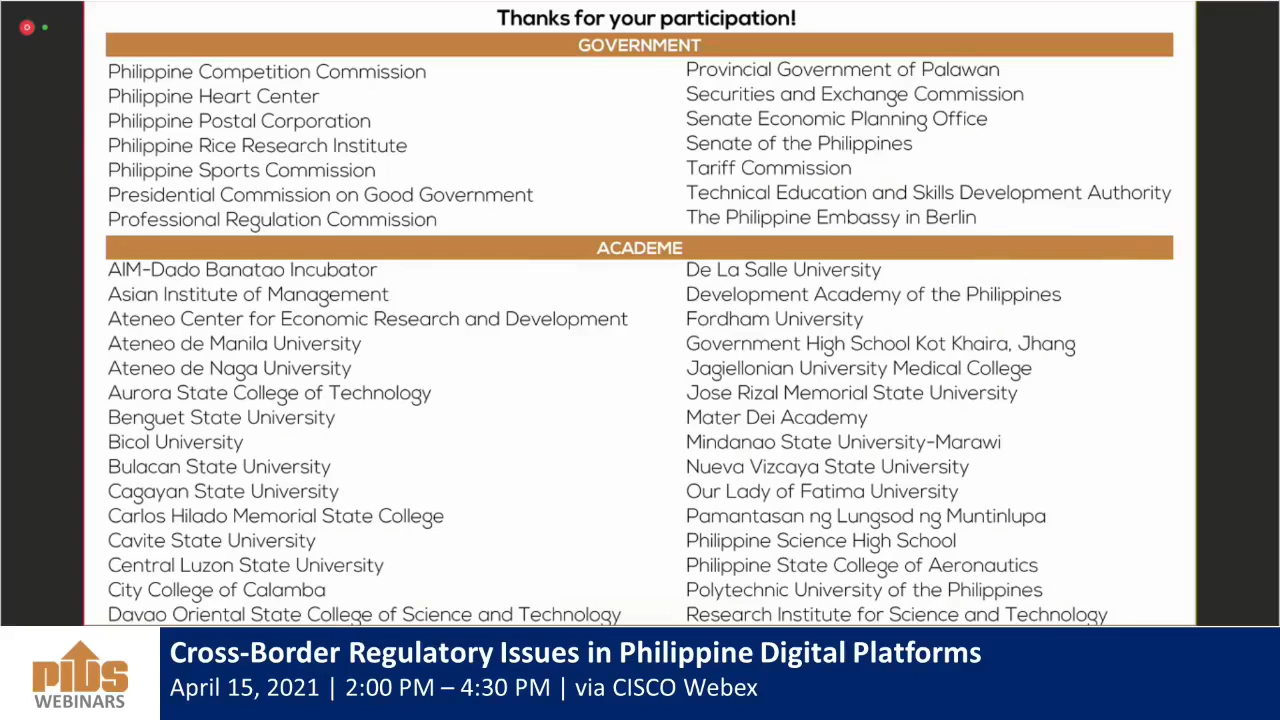 Thanks for your participation!
GOVERNMENT
Philippine Competition Commission
Philippine Heart Center
Philippine Postal Corporation
Philippine Rice Research Institute
Philippine Sports Commission
Presidential Commission on Good Government
Professional Regulation Commission
Provincial Government of Palawan
Securities and Exchange Commission
Senate Economic Planning Office
Senate of the Philippines
Tariff Commission
Technical Education and Skills Development Authority
The Philippine Embassy in Berlin
ACADEME
AIM-Dado Banatao Incubator
Asian Institute of Management
Ateneo Center for Economic Research and Development
Ateneo de Manila University
Ateneo de Naga University
Aurora State College of Technology
Benguet State University
Bicol University
Bulacan State University
Cagayan State University
Carlos Hilado Memorial State College
Cavite State University
Central Luzon State University
City College of Calamba
Davao Oriental State College of Science and Technology
De La Salle University
Development Academy of the Philippines
Fordham University
Government High School Kot Khaira, Jhang
Jagiellonian University Medical College
Jose Rizal Memorial State University
Mater Dei Academy
Mindanao State University-Marawi
Nueva Vizcaya State University
Our Lady of Fatima University
Pamantasan ng Lungsod ng Muntinlupa
Philippine Science High School
Philippine State College of Aeronautics
Polytechnic University of the Philippines
Research Institute for Science and Technology
PIDS
WEBINARS
Cross-Border Regulatory Issues in Philippine Digital Platforms
April 15, 2021 | 2:00 PM – 4:30 PM | via CISCO Webex